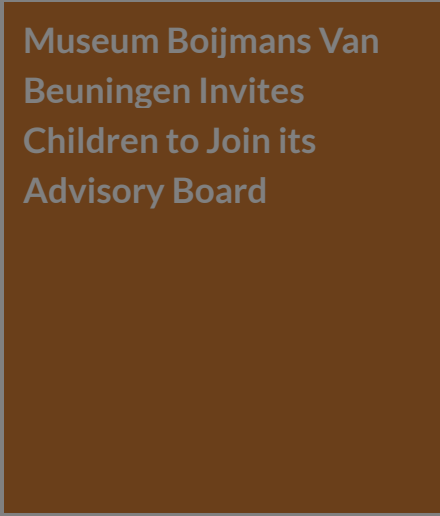 Museum Boijmans Van
Beuningen Invites
Children to Join its
Advisory Board